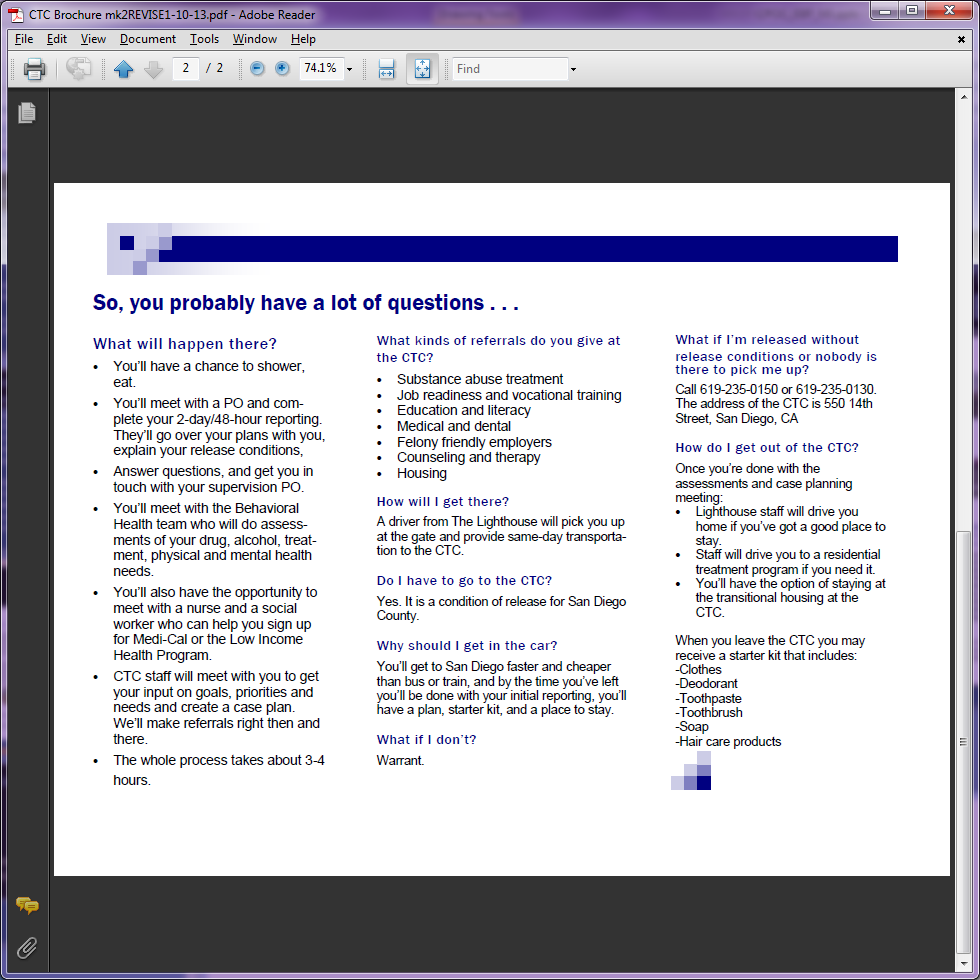 CTC Brochure mk2REVISE1-10-13.pdf - Adobe Reader
File Edit View Document Tools Window Help
2 / 2 74.1% Find
So, you probably have a lot of questions . . .
What will happen there?
• You'll have a chance to shower,
eat.
• You'll meet with a PO and com-
plete your 2-day/48-hour reporting.
They'll go over your plans with you,
explain your release conditions,
• Answer questions, and get you in
touch with your supervision PO.
• You'll meet with the Behavioral
Health team who will do assess-
ments of your drug, alcohol, treat-
ment, physical and mental health
needs.
• You'll also have the opportunity to
meet with a nurse and a social
worker who can help you sign up
for Medi-Cal or the Low Income
Health Program.
• CTC staff will meet with you to get
your input on goals, priorities and
needs and create a case plan.
We'll make referrals right then and
there.
• The whole process takes about 3-4
hours.
What kinds of referrals do you give at
the CTC?
• Substance abuse treatment
• Job readiness and vocational training
• Education and literacy
• Medical and dental
• Felony friendly employers
• Counseling and therapy
• Housing
How will I get there?
A driver from The Lighthouse will pick you up
at the gate and provide same-day transporta-
tion to the CTC.
Do I have to go to the CTC?
Yes. It is a condition of release for San Diego
County.
Why should I get in the car?
You'll get to San Diego faster and cheaper
than bus or train, and by the time you've left
you'll be done with your initial reporting, you'll
have a plan, starter kit, and a place to stay.
What if I don't?
Warrant.
What if I'm released without
release conditions or nobody is
there to pick me up?
Call 619-235-0150 or 619-235-0130.
The address of the CTC is 550 14th
Street, San Diego, CA
How do I get out of the CTC?
Once you're done with the
assessments and case planning
meeting:
• Lighthouse staff will drive you
home if you've got a good place to
stay.
• Staff will drive you to a residential
treatment program if you need it.
• You'll have the option of staying at
the transitional housing at the
CTC.
When you leave the CTC you may
receive a starter kit that includes:
-Clothes
-Deodorant
-Toothpaste
-Toothbrush
-Soap
-Hair care products